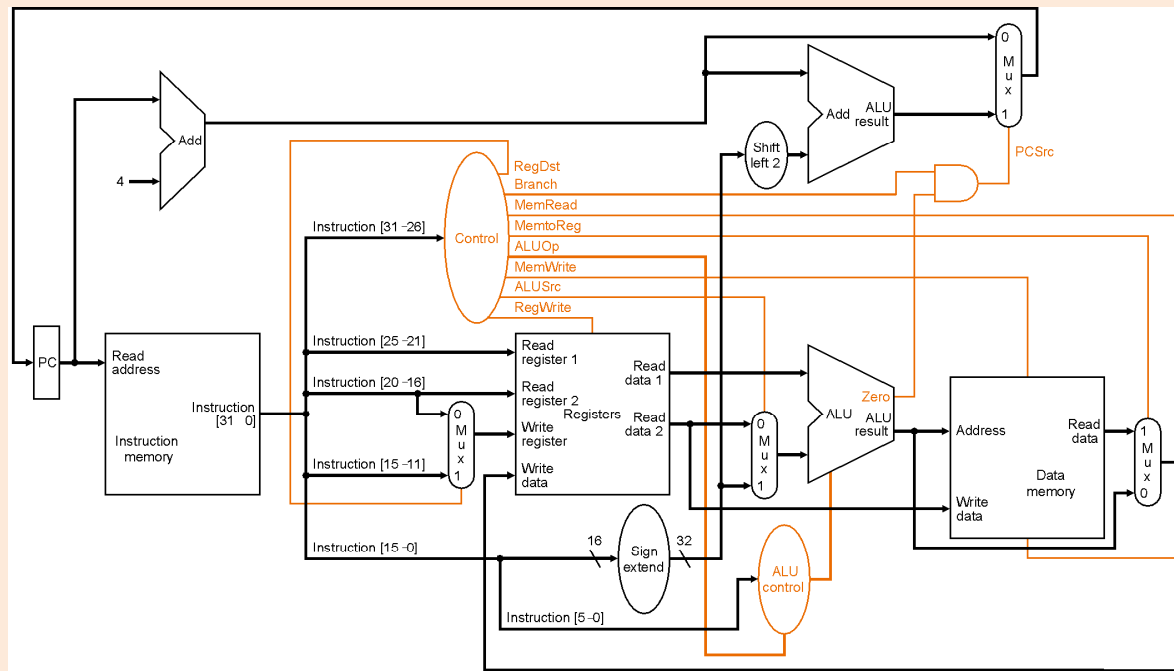 0
M
u
x
1
Add
ALU
result
Add
Shift
left 2
PCSrc
4
RegDst
Branch
MemRead
MemtoReg
ALUOp
MemWrite
ALUSrc
RegWrite
Control
Instruction [31–26]
PC
Read
address
Instruction
[31 0]
Instruction
memory
Instruction [25–21]
Instruction [20–16]
Instruction [15–11]
Instruction [15–0]
0
M
u
x
1
Read
register 1
Read
register 2
Write
register
Write
data
Registers
Read
data 1
Read
data 2
0
M
u
x
1
Zero
ALU
ALU
result
Address
Write
data
Read
data
Data
memory
1
M
u
x
0
16
Sign
extend
32
ALU
control
Instruction [5–0]